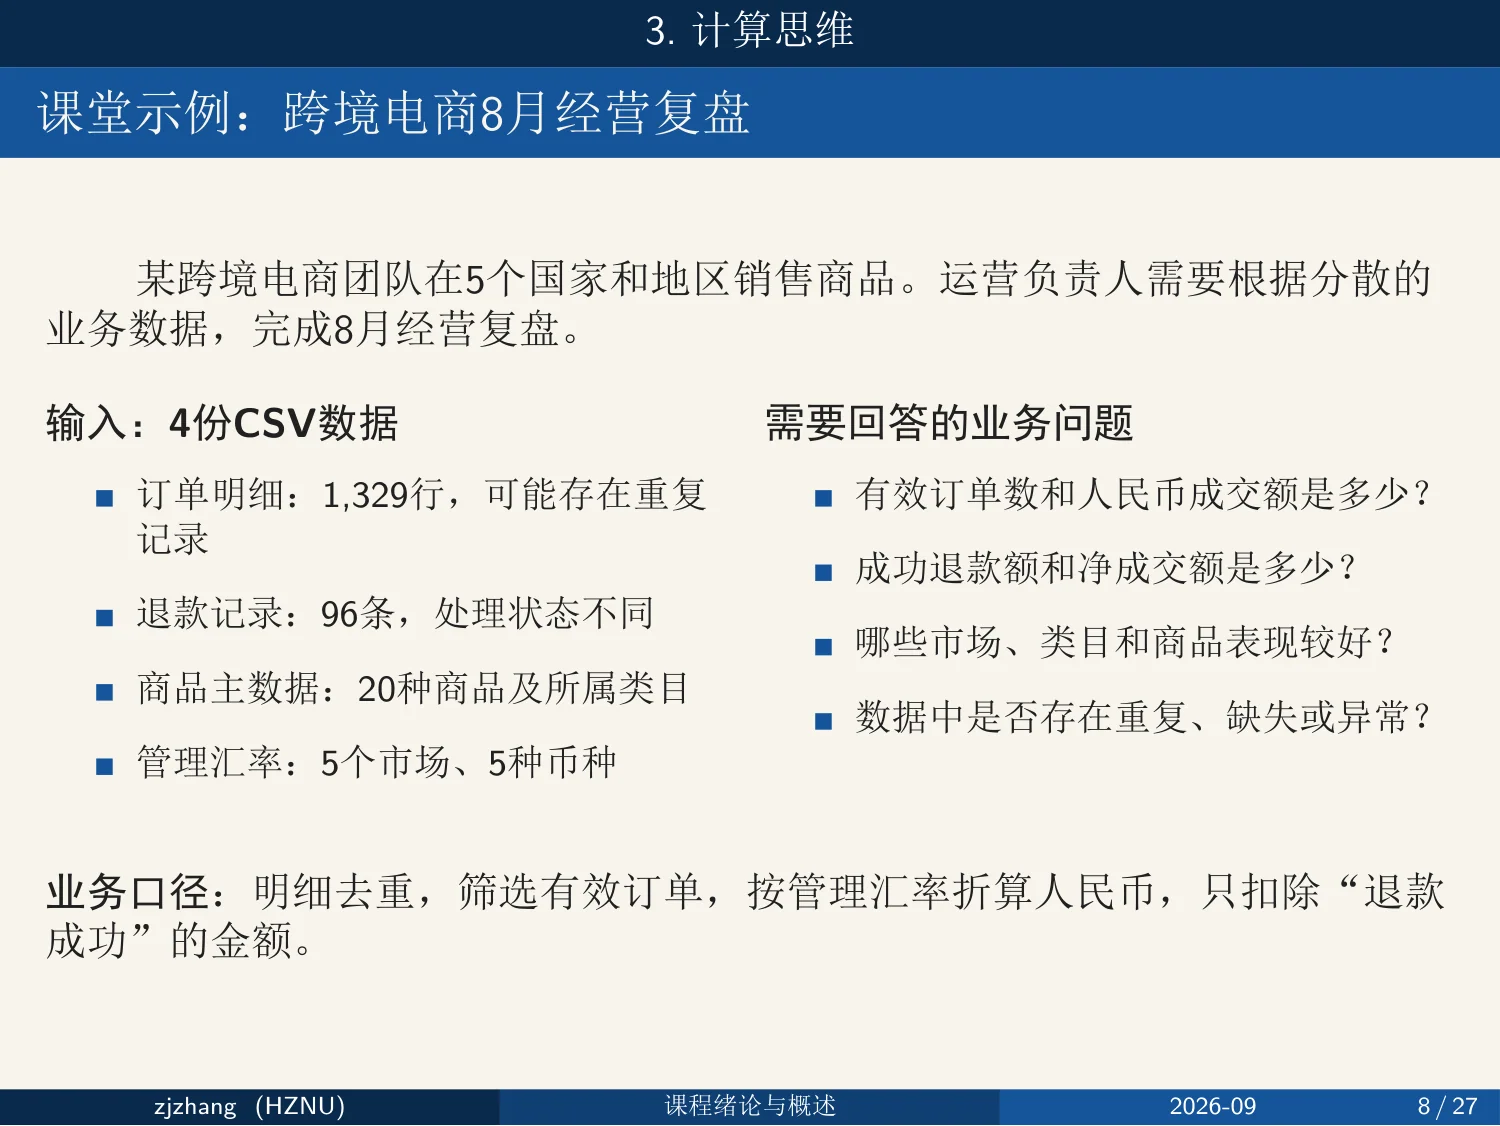 3. 计算思维
课堂示例：跨境电商8月经营复盘
某跨境电商团队在5个国家和地区销售商品。运营负责人需要根据分散的
业务数据，完成8月经营复盘。
输入：4份CSV数据
订单明细：1,329行，可能存在重复
记录
退款记录：96条，处理状态不同
商品主数据：20种商品及所属类目
管理汇率：5个市场、5种币种
需要回答的业务问题
有效订单数和人民币成交额是多少？
成功退款额和净成交额是多少？
哪些市场、类目和商品表现较好？
数据中是否存在重复、缺失或异常？
业务口径：明细去重，筛选有效订单，按管理汇率折算人民币，只扣除“退款
成功”的金额。
zjzhang (HZNU) 课程绪论与概述 2026-09 8 / 27